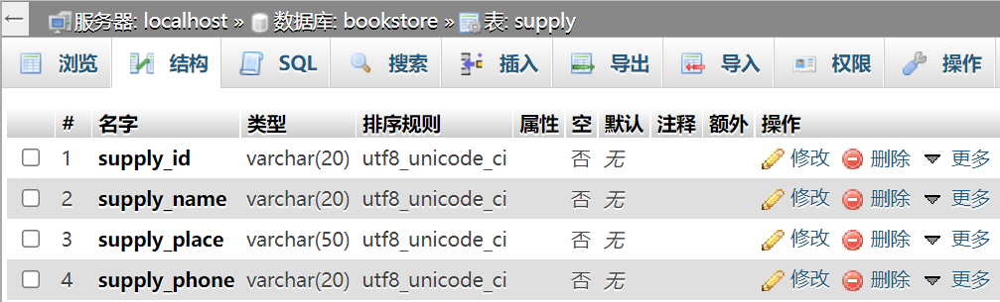 ← 服务器: localhost » 数据库: bookstore » 表: supply
浏览 结构 SQL 搜索 插入 导出 导入 权限 操作
# 名字 类型 排序规则 属性 空 默认 注释 额外 操作
1 supply_id varchar(20) utf8_unicode_ci 否 无 修改 删除 更多
2 supply_name varchar(20) utf8_unicode_ci 否 无 修改 删除 更多
3 supply_place varchar(50) utf8_unicode_ci 否 无 修改 删除 更多
4 supply_phone varchar(20) utf8_unicode_ci 否 无 修改 删除 更多